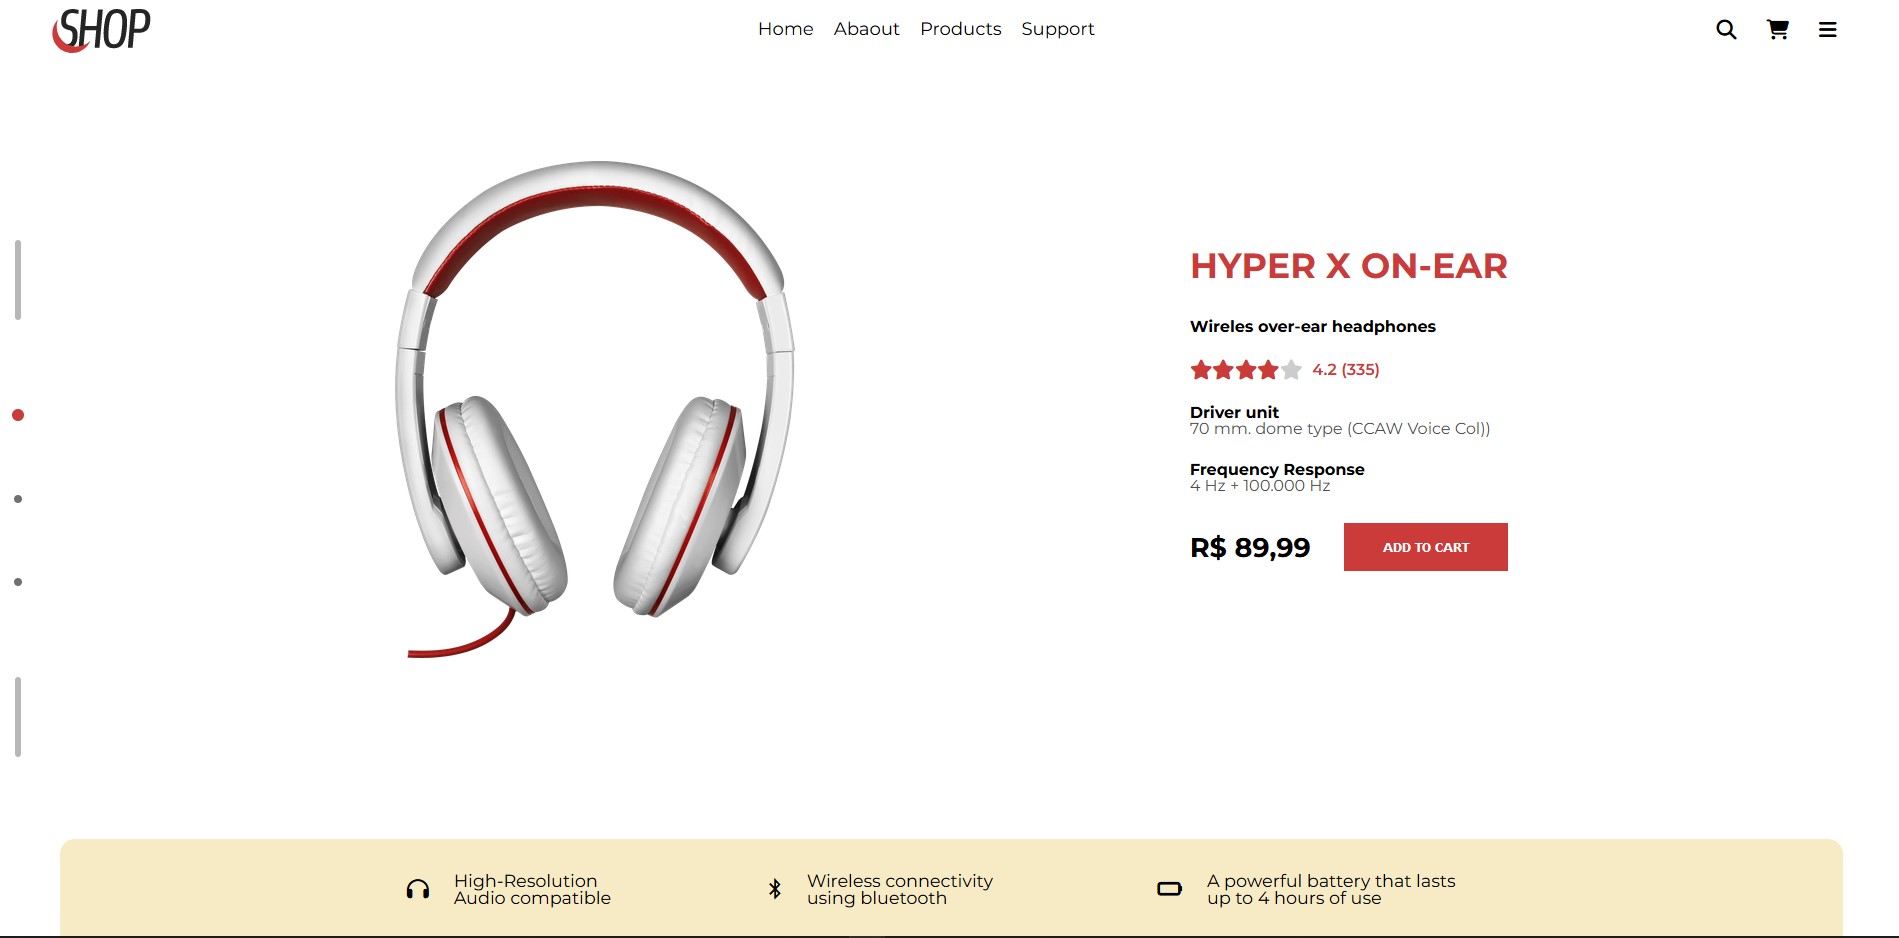 SHOP
Home Abaout Products Support
HYPER X ON-EAR
Wireles over-ear headphones
4.2 (335)
Driver unit
70 mm. dome type (CCAW Voice Col))
Frequency Response
4 Hz + 100.000 Hz
R$ 89,99 ADD TO CART
High-Resolution
Audio compatible
Wireless connectivity
using bluetooth
A powerful battery that lasts
up to 4 hours of use